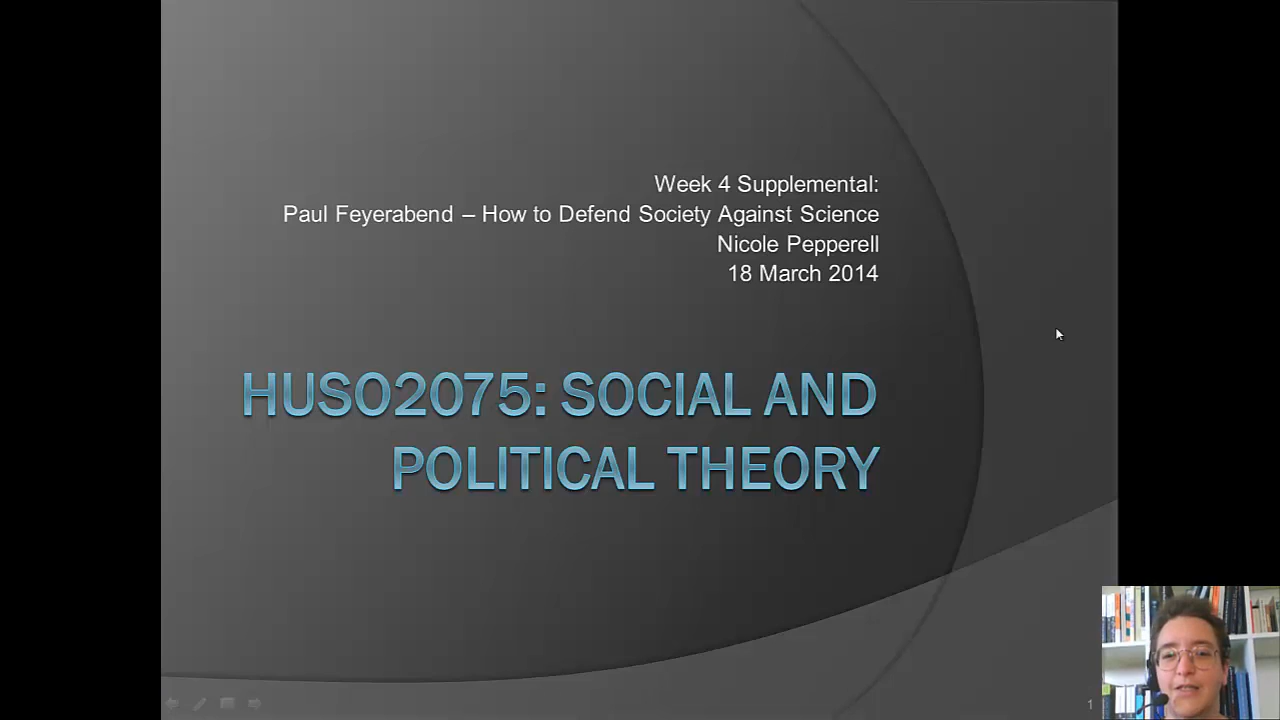 Week 4 Supplemental:
Paul Feyerabend – How to Defend Society Against Science
Nicole Pepperell
18 March 2014
HUSO2075: SOCIAL AND
POLITICAL THEORY
1